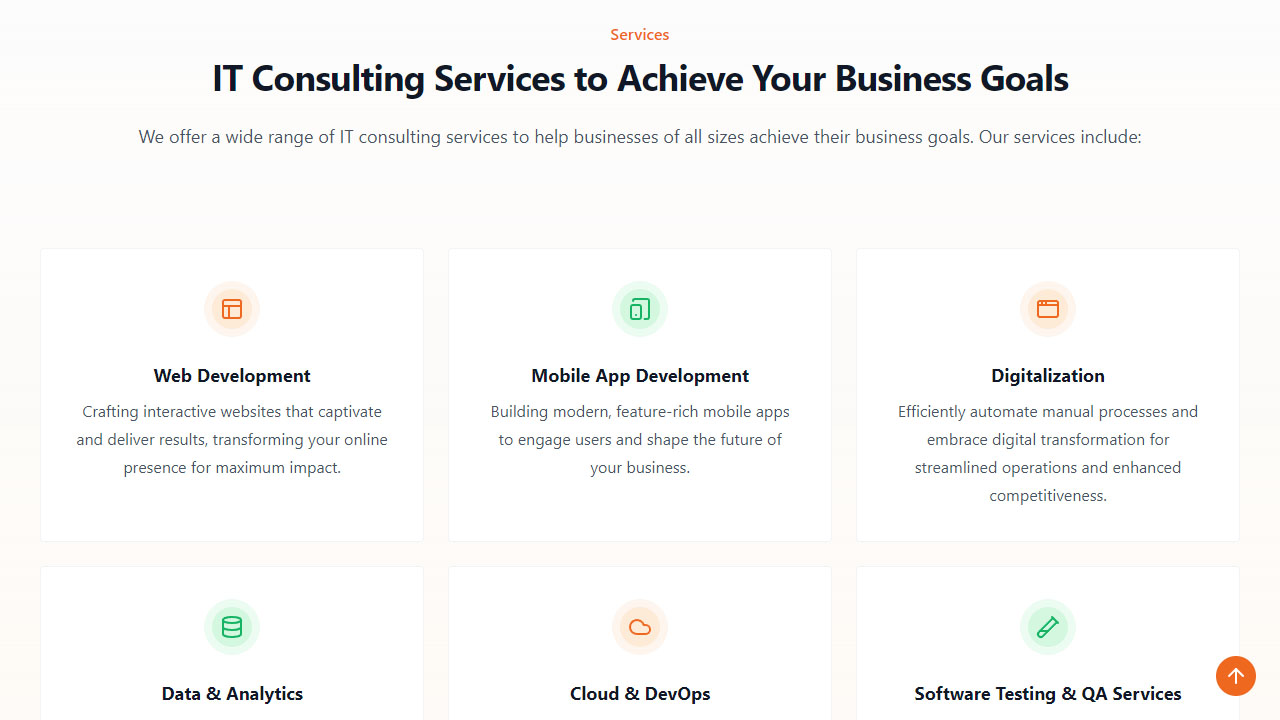 Services
IT Consulting Services to Achieve Your Business Goals
We offer a wide range of IT consulting services to help businesses of all sizes achieve their business goals. Our services include:
Web Development
Crafting interactive websites that captivate
and deliver results, transforming your online
presence for maximum impact.
Mobile App Development
Building modern, feature-rich mobile apps
to engage users and shape the future of
your business.
Digitalization
Efficiently automate manual processes and
embrace digital transformation for
streamlined operations and enhanced
competitiveness.
Data & Analytics
Cloud & DevOps
Software Testing & QA Services